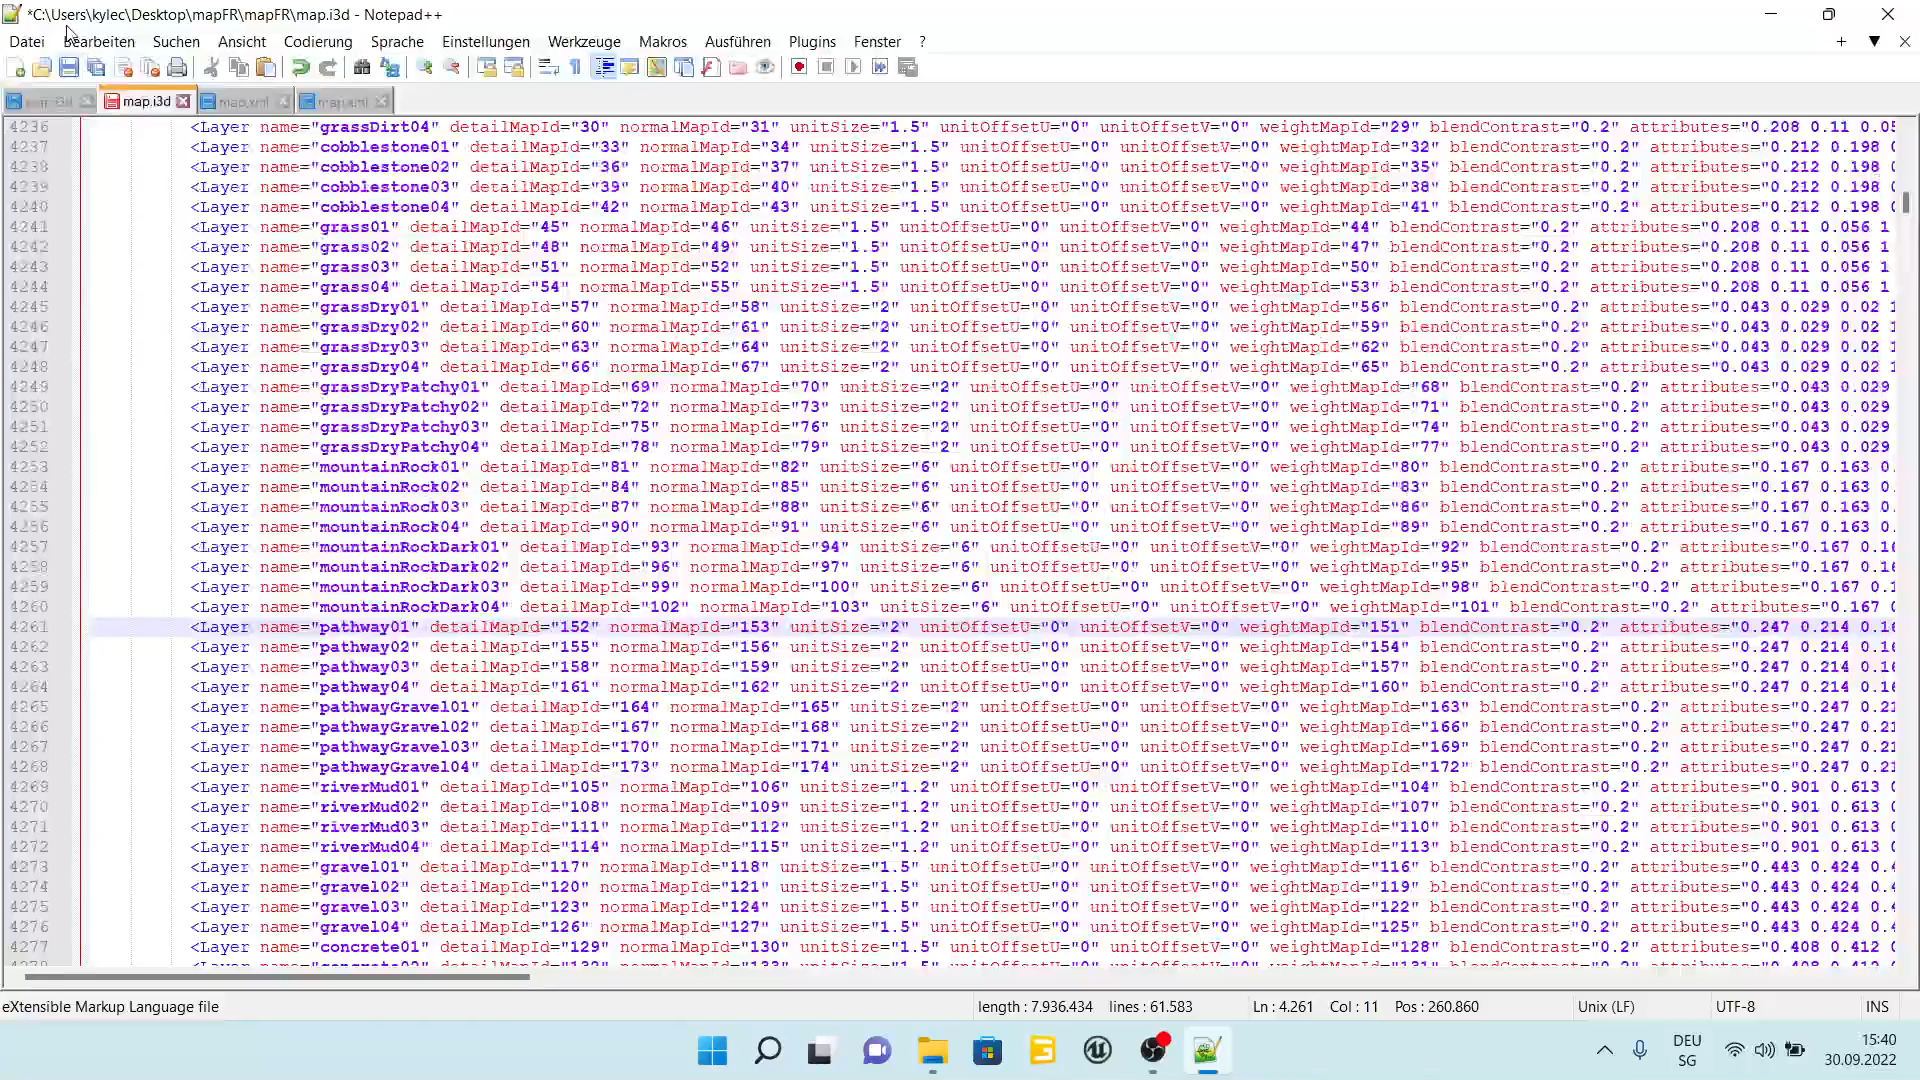 *C:\Users\kylec\Desktop\mapFR\mapFR\map.i3d - Notepad++
Datei Bearbeiten Suchen Ansicht Codierung Sprache Einstellungen Werkzeuge Makros Ausführen Plugins Fenster ?
map.i3d map.xml map.xml
4236 <Layer name="grassDirt04" detailMapId="30" normalMapId="31" unitSize="1.5" unitOffsetU="0" unitOffsetV="0" weightMapId="29" blendContrast="0.2" attributes="0.208 0.11 0.05
4237 <Layer name="cobblestone01" detailMapId="33" normalMapId="34" unitSize="1.5" unitOffsetU="0" unitOffsetV="0" weightMapId="32" blendContrast="0.2" attributes="0.212 0.198 0
4238 <Layer name="cobblestone02" detailMapId="36" normalMapId="37" unitSize="1.5" unitOffsetU="0" unitOffsetV="0" weightMapId="35" blendContrast="0.2" attributes="0.212 0.198 0
4239 <Layer name="cobblestone03" detailMapId="39" normalMapId="40" unitSize="1.5" unitOffsetU="0" unitOffsetV="0" weightMapId="38" blendContrast="0.2" attributes="0.212 0.198 0
4240 <Layer name="cobblestone04" detailMapId="42" normalMapId="43" unitSize="1.5" unitOffsetU="0" unitOffsetV="0" weightMapId="41" blendContrast="0.2" attributes="0.212 0.198 0
4241 <Layer name="grass01" detailMapId="45" normalMapId="46" unitSize="1.5" unitOffsetU="0" unitOffsetV="0" weightMapId="44" blendContrast="0.2" attributes="0.208 0.11 0.056 1
4242 <Layer name="grass02" detailMapId="48" normalMapId="49" unitSize="1.5" unitOffsetU="0" unitOffsetV="0" weightMapId="47" blendContrast="0.2" attributes="0.208 0.11 0.056 1
4243 <Layer name="grass03" detailMapId="51" normalMapId="52" unitSize="1.5" unitOffsetU="0" unitOffsetV="0" weightMapId="50" blendContrast="0.2" attributes="0.208 0.11 0.056 1
4244 <Layer name="grass04" detailMapId="54" normalMapId="55" unitSize="1.5" unitOffsetU="0" unitOffsetV="0" weightMapId="53" blendContrast="0.2" attributes="0.208 0.11 0.056 1
4245 <Layer name="grassDry01" detailMapId="57" normalMapId="58" unitSize="2" unitOffsetU="0" unitOffsetV="0" weightMapId="56" blendContrast="0.2" attributes="0.043 0.029 0.02 1
4246 <Layer name="grassDry02" detailMapId="60" normalMapId="61" unitSize="2" unitOffsetU="0" unitOffsetV="0" weightMapId="59" blendContrast="0.2" attributes="0.043 0.029 0.02 1
4247 <Layer name="grassDry03" detailMapId="63" normalMapId="64" unitSize="2" unitOffsetU="0" unitOffsetV="0" weightMapId="62" blendContrast="0.2" attributes="0.043 0.029 0.02 1
4248 <Layer name="grassDry04" detailMapId="66" normalMapId="67" unitSize="2" unitOffsetU="0" unitOffsetV="0" weightMapId="65" blendContrast="0.2" attributes="0.043 0.029 0.02 1
4249 <Layer name="grassDryPatchy01" detailMapId="69" normalMapId="70" unitSize="2" unitOffsetU="0" unitOffsetV="0" weightMapId="68" blendContrast="0.2" attributes="0.043 0.029
4250 <Layer name="grassDryPatchy02" detailMapId="72" normalMapId="73" unitSize="2" unitOffsetU="0" unitOffsetV="0" weightMapId="71" blendContrast="0.2" attributes="0.043 0.029
4251 <Layer name="grassDryPatchy03" detailMapId="75" normalMapId="76" unitSize="2" unitOffsetU="0" unitOffsetV="0" weightMapId="74" blendContrast="0.2" attributes="0.043 0.029
4252 <Layer name="grassDryPatchy04" detailMapId="78" normalMapId="79" unitSize="2" unitOffsetU="0" unitOffsetV="0" weightMapId="77" blendContrast="0.2" attributes="0.043 0.029
4253 <Layer name="mountainRock01" detailMapId="81" normalMapId="82" unitSize="6" unitOffsetU="0" unitOffsetV="0" weightMapId="80" blendContrast="0.2" attributes="0.167 0.163 0.
4254 <Layer name="mountainRock02" detailMapId="84" normalMapId="85" unitSize="6" unitOffsetU="0" unitOffsetV="0" weightMapId="83" blendContrast="0.2" attributes="0.167 0.163 0.
4255 <Layer name="mountainRock03" detailMapId="87" normalMapId="88" unitSize="6" unitOffsetU="0" unitOffsetV="0" weightMapId="86" blendContrast="0.2" attributes="0.167 0.163 0.
4256 <Layer name="mountainRock04" detailMapId="90" normalMapId="91" unitSize="6" unitOffsetU="0" unitOffsetV="0" weightMapId="89" blendContrast="0.2" attributes="0.167 0.163 0.
4257 <Layer name="mountainRockDark01" detailMapId="93" normalMapId="94" unitSize="6" unitOffsetU="0" unitOffsetV="0" weightMapId="92" blendContrast="0.2" attributes="0.167 0.16
4258 <Layer name="mountainRockDark02" detailMapId="96" normalMapId="97" unitSize="6" unitOffsetU="0" unitOffsetV="0" weightMapId="95" blendContrast="0.2" attributes="0.167 0.16
4259 <Layer name="mountainRockDark03" detailMapId="99" normalMapId="100" unitSize="6" unitOffsetU="0" unitOffsetV="0" weightMapId="98" blendContrast="0.2" attributes="0.167 0.1
4260 <Layer name="mountainRockDark04" detailMapId="102" normalMapId="103" unitSize="6" unitOffsetU="0" unitOffsetV="0" weightMapId="101" blendContrast="0.2" attributes="0.167 0
4261 <Layer name="pathway01" detailMapId="152" normalMapId="153" unitSize="2" unitOffsetU="0" unitOffsetV="0" weightMapId="151" blendContrast="0.2" attributes="0.247 0.214 0.16
4262 <Layer name="pathway02" detailMapId="155" normalMapId="156" unitSize="2" unitOffsetU="0" unitOffsetV="0" weightMapId="154" blendContrast="0.2" attributes="0.247 0.214 0.16
4263 <Layer name="pathway03" detailMapId="158" normalMapId="159" unitSize="2" unitOffsetU="0" unitOffsetV="0" weightMapId="157" blendContrast="0.2" attributes="0.247 0.214 0.16
4264 <Layer name="pathway04" detailMapId="161" normalMapId="162" unitSize="2" unitOffsetU="0" unitOffsetV="0" weightMapId="160" blendContrast="0.2" attributes="0.247 0.214 0.16
4265 <Layer name="pathwayGravel01" detailMapId="164" normalMapId="165" unitSize="2" unitOffsetU="0" unitOffsetV="0" weightMapId="163" blendContrast="0.2" attributes="0.247 0.21
4266 <Layer name="pathwayGravel02" detailMapId="167" normalMapId="168" unitSize="2" unitOffsetU="0" unitOffsetV="0" weightMapId="166" blendContrast="0.2" attributes="0.247 0.21
4267 <Layer name="pathwayGravel03" detailMapId="170" normalMapId="171" unitSize="2" unitOffsetU="0" unitOffsetV="0" weightMapId="169" blendContrast="0.2" attributes="0.247 0.21
4268 <Layer name="pathwayGravel04" detailMapId="173" normalMapId="174" unitSize="2" unitOffsetU="0" unitOffsetV="0" weightMapId="172" blendContrast="0.2" attributes="0.247 0.21
4269 <Layer name="riverMud01" detailMapId="105" normalMapId="106" unitSize="1.2" unitOffsetU="0" unitOffsetV="0" weightMapId="104" blendContrast="0.2" attributes="0.901 0.613 0
4270 <Layer name="riverMud02" detailMapId="108" normalMapId="109" unitSize="1.2" unitOffsetU="0" unitOffsetV="0" weightMapId="107" blendContrast="0.2" attributes="0.901 0.613 0
4271 <Layer name="riverMud03" detailMapId="111" normalMapId="112" unitSize="1.2" unitOffsetU="0" unitOffsetV="0" weightMapId="110" blendContrast="0.2" attributes="0.901 0.613 0
4272 <Layer name="riverMud04" detailMapId="114" normalMapId="115" unitSize="1.2" unitOffsetU="0" unitOffsetV="0" weightMapId="113" blendContrast="0.2" attributes="0.901 0.613 0
4273 <Layer name="gravel01" detailMapId="117" normalMapId="118" unitSize="1.5" unitOffsetU="0" unitOffsetV="0" weightMapId="116" blendContrast="0.2" attributes="0.443 0.424 0.4
4274 <Layer name="gravel02" detailMapId="120" normalMapId="121" unitSize="1.5" unitOffsetU="0" unitOffsetV="0" weightMapId="119" blendContrast="0.2" attributes="0.443 0.424 0.4
4275 <Layer name="gravel03" detailMapId="123" normalMapId="124" unitSize="1.5" unitOffsetU="0" unitOffsetV="0" weightMapId="122" blendContrast="0.2" attributes="0.443 0.424 0.4
4276 <Layer name="gravel04" detailMapId="126" normalMapId="127" unitSize="1.5" unitOffsetU="0" unitOffsetV="0" weightMapId="125" blendContrast="0.2" attributes="0.443 0.424 0.4
4277 <Layer name="concrete01" detailMapId="129" normalMapId="130" unitSize="1.5" unitOffsetU="0" unitOffsetV="0" weightMapId="128" blendContrast="0.2" attributes="0.408 0.412 0
eXtensible Markup Language file length : 7.936.434 lines : 61.583 Ln : 4.261 Col : 11 Pos : 260.860 Unix (LF) UTF-8 INS
DEU
SG
15:40
30.09.2022